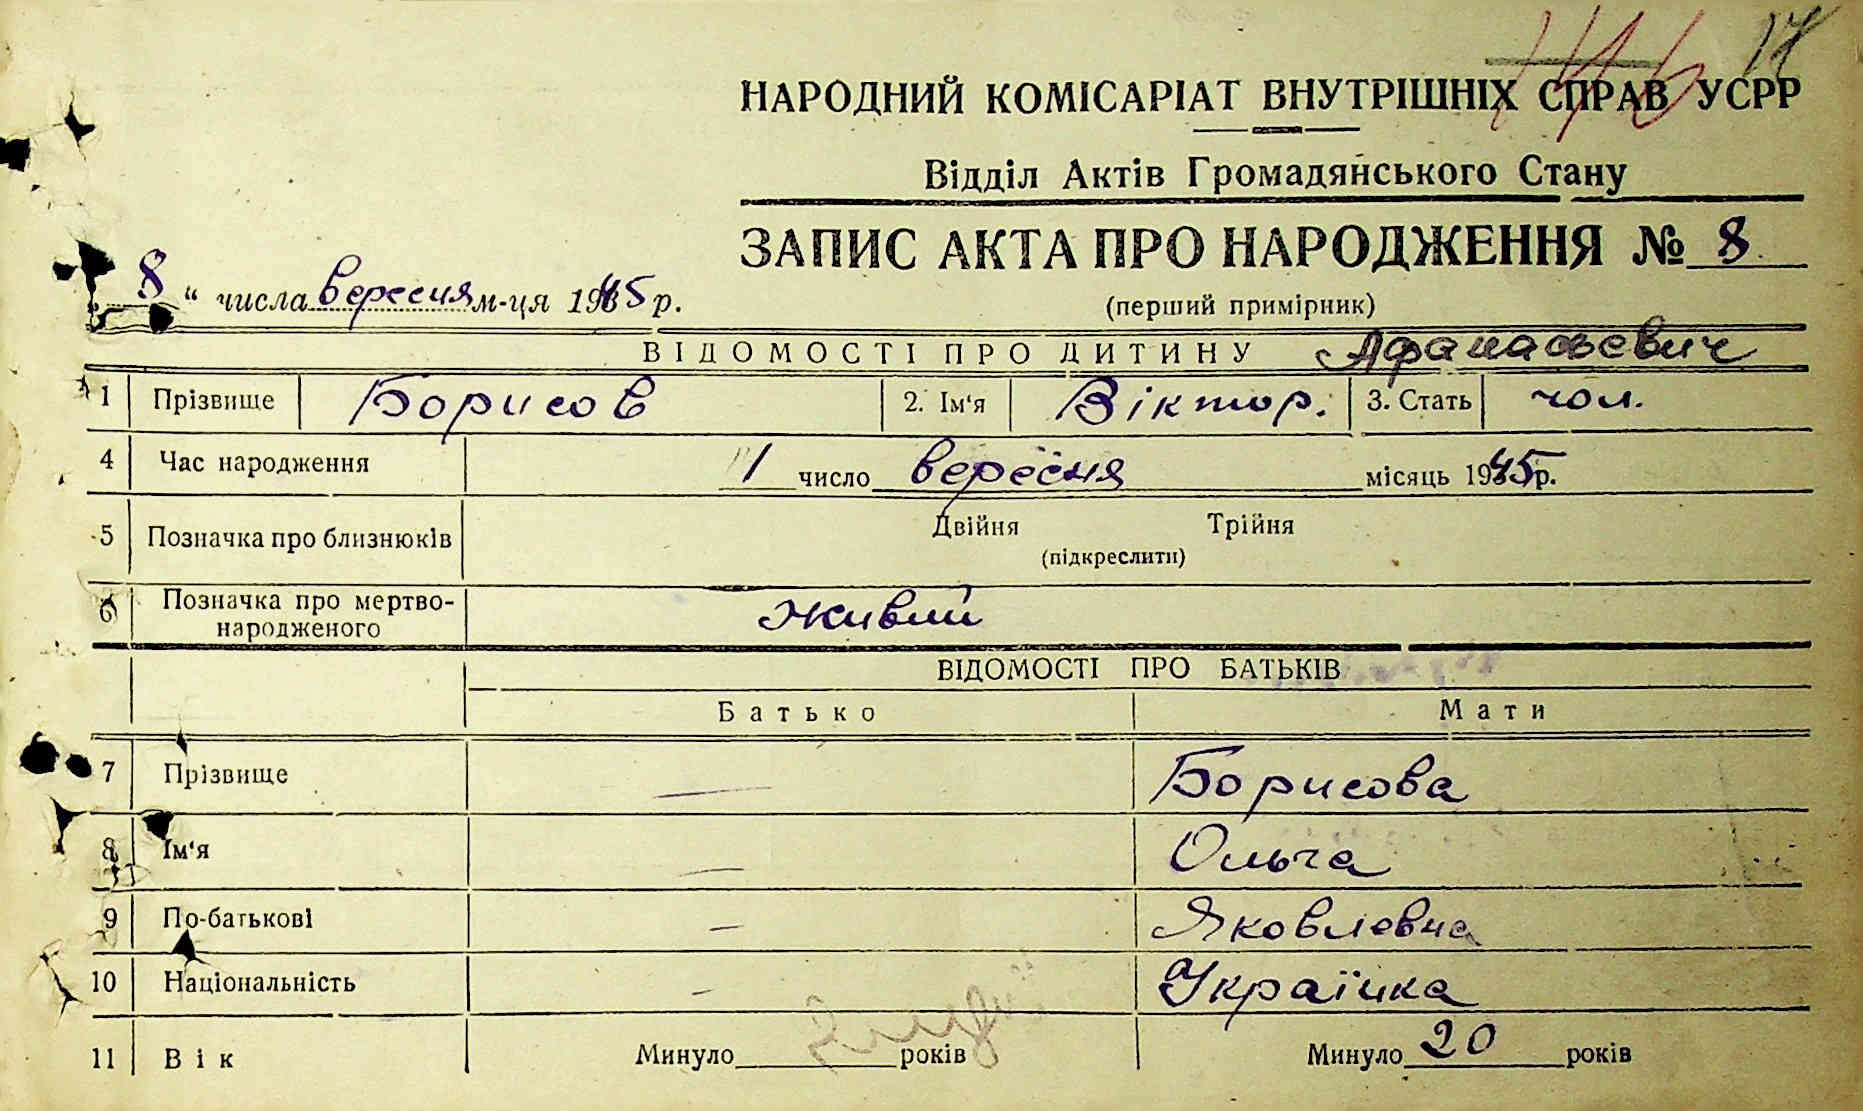 146 14
НАРОДНИЙ КОМІСАРІАТ ВНУТРІШНІХ СПРАВ УСРР
Відділ Актів Громадянського Стану
ЗАПИС АКТА ПРО НАРОДЖЕННЯ № 8
8 " числа вересня м-ця 1945 р.
(перший примірник)
ВІДОМОСТІ ПРО ДИТИНУ Афанасьевич
1 Прізвище Борисов 2. Ім'я Віктор. 3. Стать чол.
4 Час народження 1 число вересня місяць 1945 р.
5 Позначка про близнюків Двійня Трійня
(підкреслити)
6 Позначка про мертво-
народженого живий
ВІДОМОСТІ ПРО БАТЬКІВ
Батько Мати
7 Прізвище — Борисова
8 Ім'я — Ольга
9 По-батькові — Яковлевна
10 Національність — Українка
11 Вік Минуло років Минуло 20 років